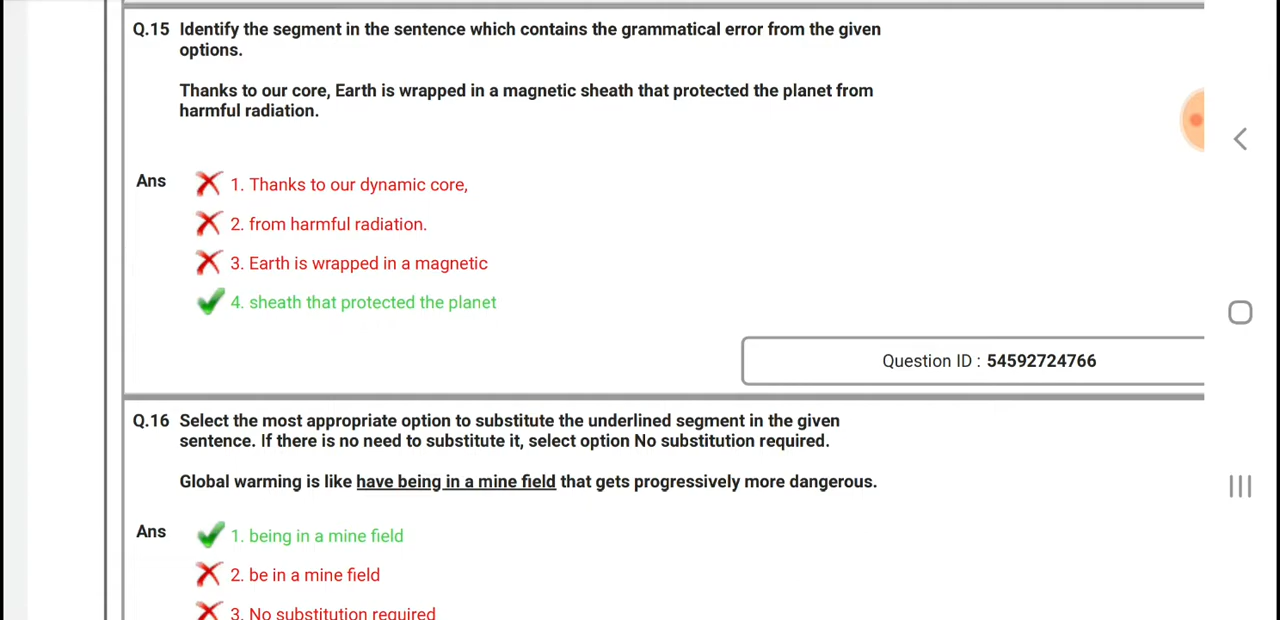 Q.15 Identify the segment in the sentence which contains the grammatical error from the given
options.
Thanks to our core, Earth is wrapped in a magnetic sheath that protected the planet from
harmful radiation.
Ans 1. Thanks to our dynamic core,
2. from harmful radiation.
3. Earth is wrapped in a magnetic
4. sheath that protected the planet
Question ID : 54592724766
Q.16 Select the most appropriate option to substitute the underlined segment in the given
sentence. If there is no need to substitute it, select option No substitution required.
Global warming is like have being in a mine field that gets progressively more dangerous.
Ans 1. being in a mine field
2. be in a mine field
3. No substitution required